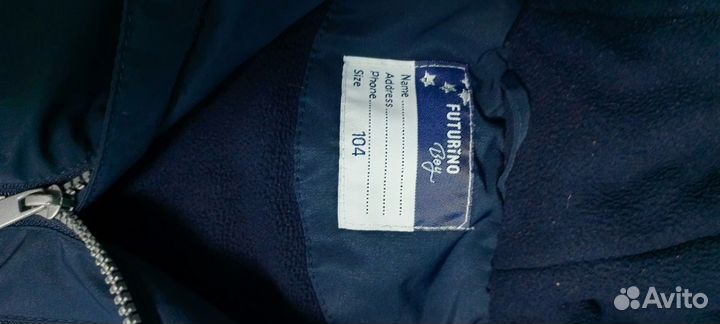 FUTURiNO
Boy
Name............
Address............
Phone............
Size 104
Avito